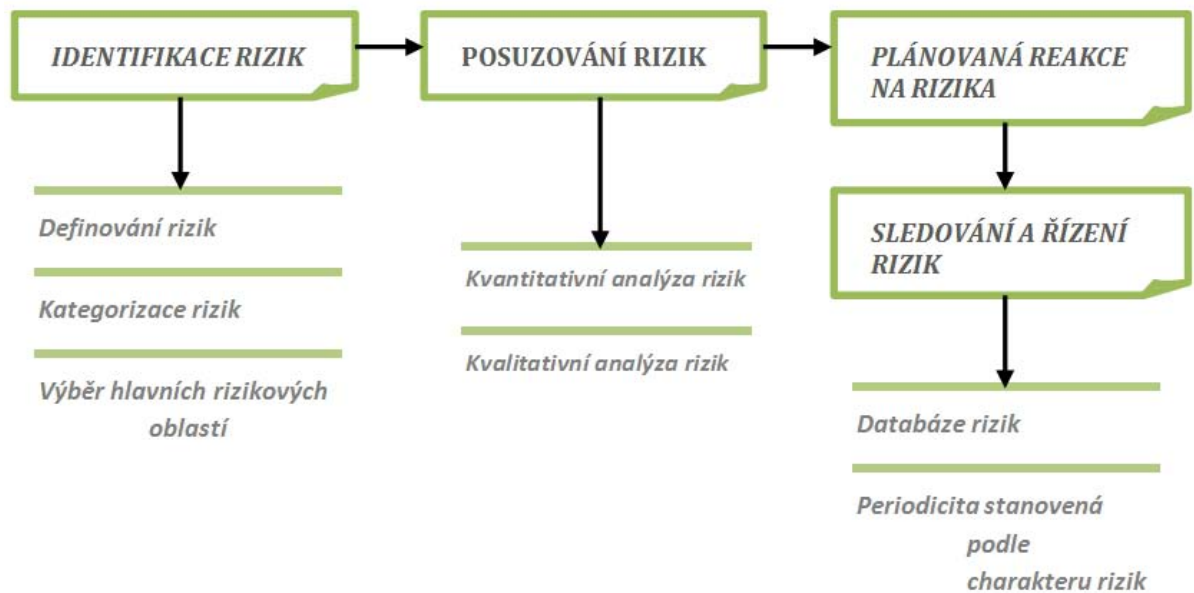 IDENTIFIKACE RIZIK
Definování rizik
Kategorizace rizik
Výběr hlavních rizikových
oblastí
POSUZOVÁNÍ RIZIK
Kvantitativní analýza rizik
Kvalitativní analýza rizik
PLÁNOVANÁ REAKCE
NA RIZIKA
SLEDOVÁNÍ A ŘÍZENÍ
RIZIK
Databáze rizik
Periodicita stanovená
podle
charakteru rizik